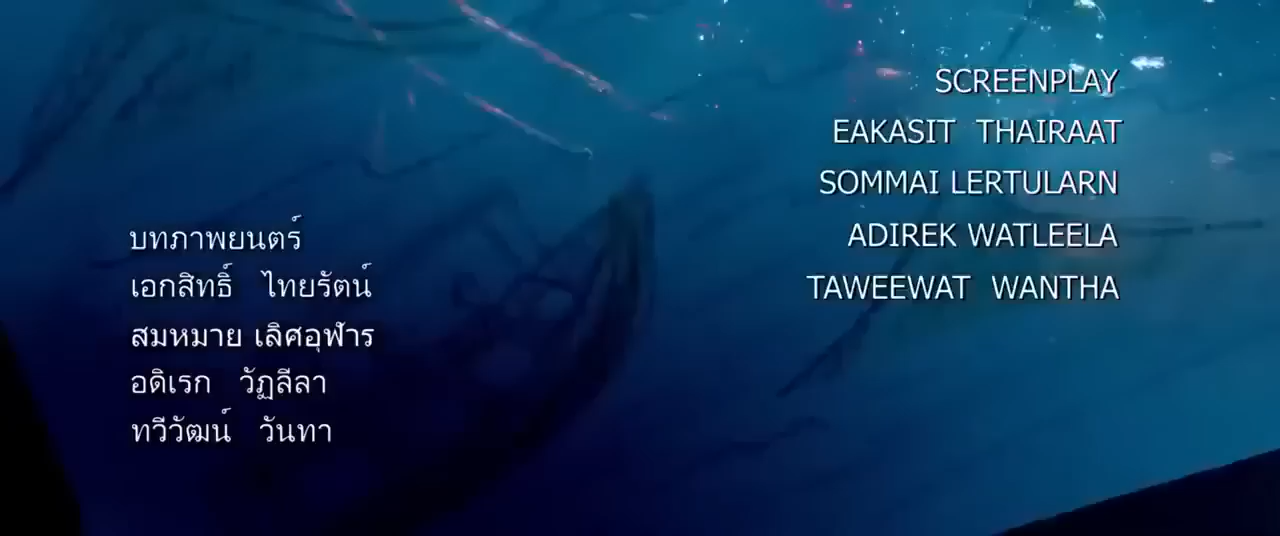 SCREENPLAY
EAKASIT THAIRAAT
SOMMAI LERTULARN
ADIREK WATLEELA
TAWEEWAT WANTHA
บทภาพยนตร์
เอกสิทธิ์ ไทยรัตน์
สมหมาย เลิศอุฬาร
อดิเรก วัฏลีลา
ทวีวัฒน์ วันทา